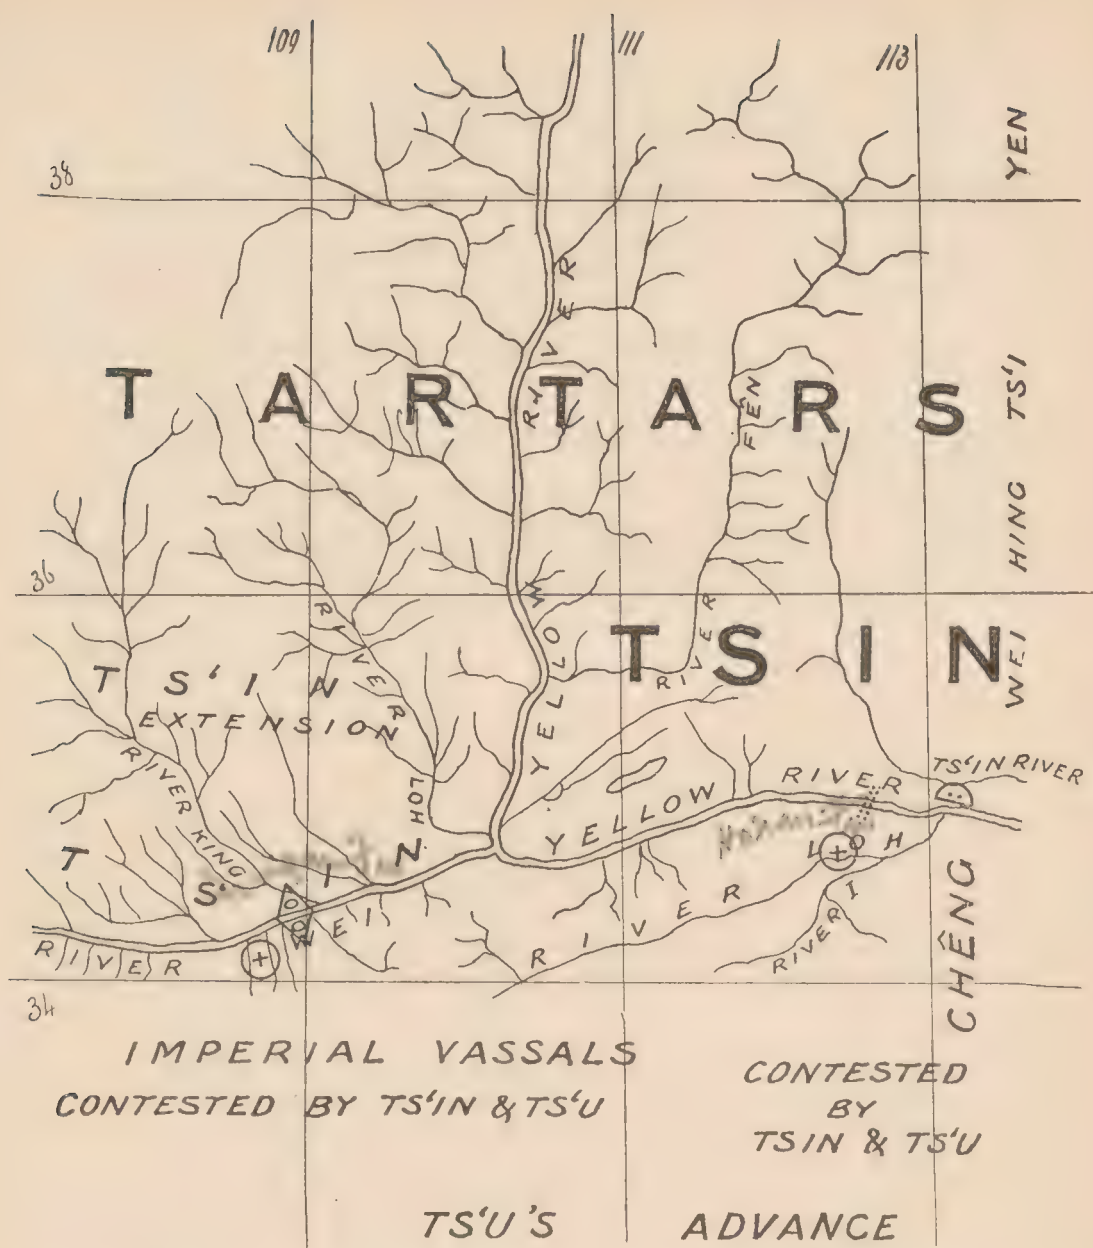 109
111
113
YEN
38
RIVER
TARTARS
FÊN
HING TS'I
36
RIVER
TSIN
RIVER
WEI
TS'IN
EXTENSION
YELLOW
RIVER KING
LOH
TS'IN RIVER
RIVER
YELLOW
TS'IN
LOH
WEI
RIVER
RIVER
RIVER I
CHÊNG
34
IMPERIAL VASSALS
CONTESTED BY TS'IN & TS'U
CONTESTED
BY
TSIN & TS'U
TS'U'S ADVANCE